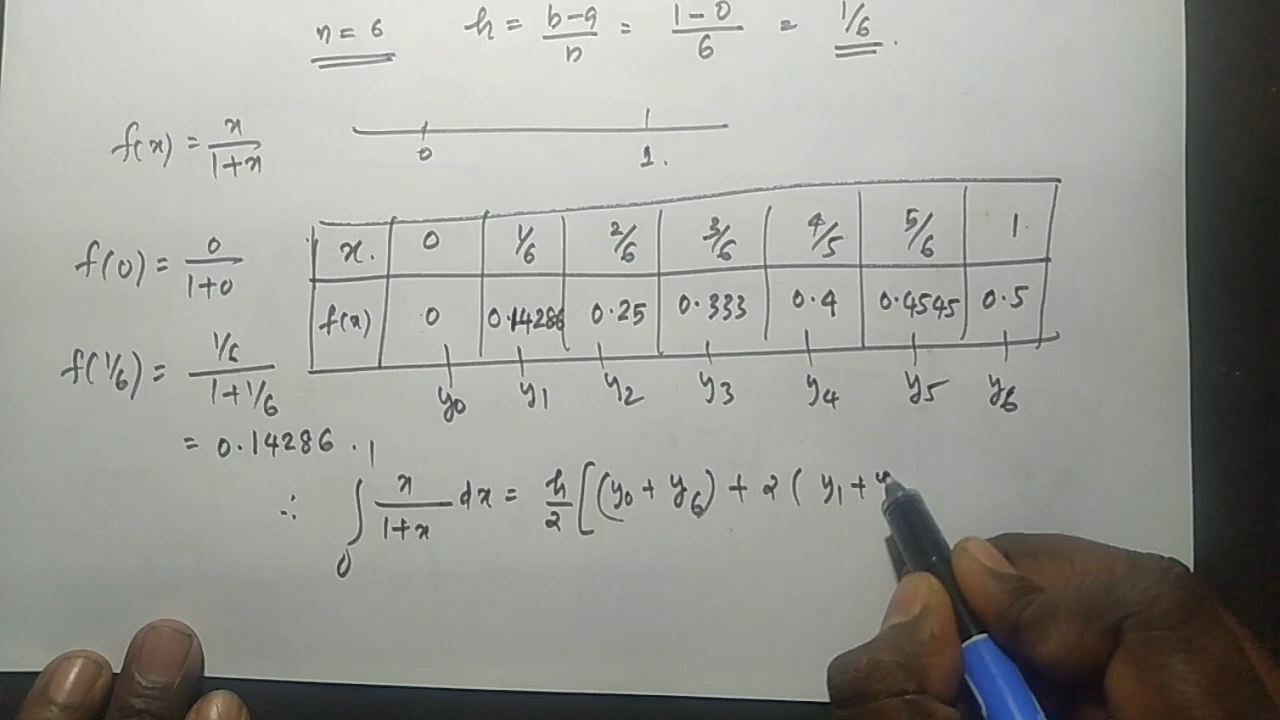 n = 6 h = (b-a)/n = (1-0)/6 = 1/6.
f(x) = x/(1+x)
0 1.
x. 0 1/6 2/6 3/6 4/5 5/6 1.
f(0) = 0/(1+0)
f(x) 0 0.14286 0.25 0.333 0.4 0.4545 0.5
f(1/6) = (1/6)/(1+1/6)
y0 y1 y2 y3 y4 y5 y6
= 0.14286.
∴ ∫₀¹ x/(1+x) dx = h/2 [(y0 + y6) + 2 ( y1 + y